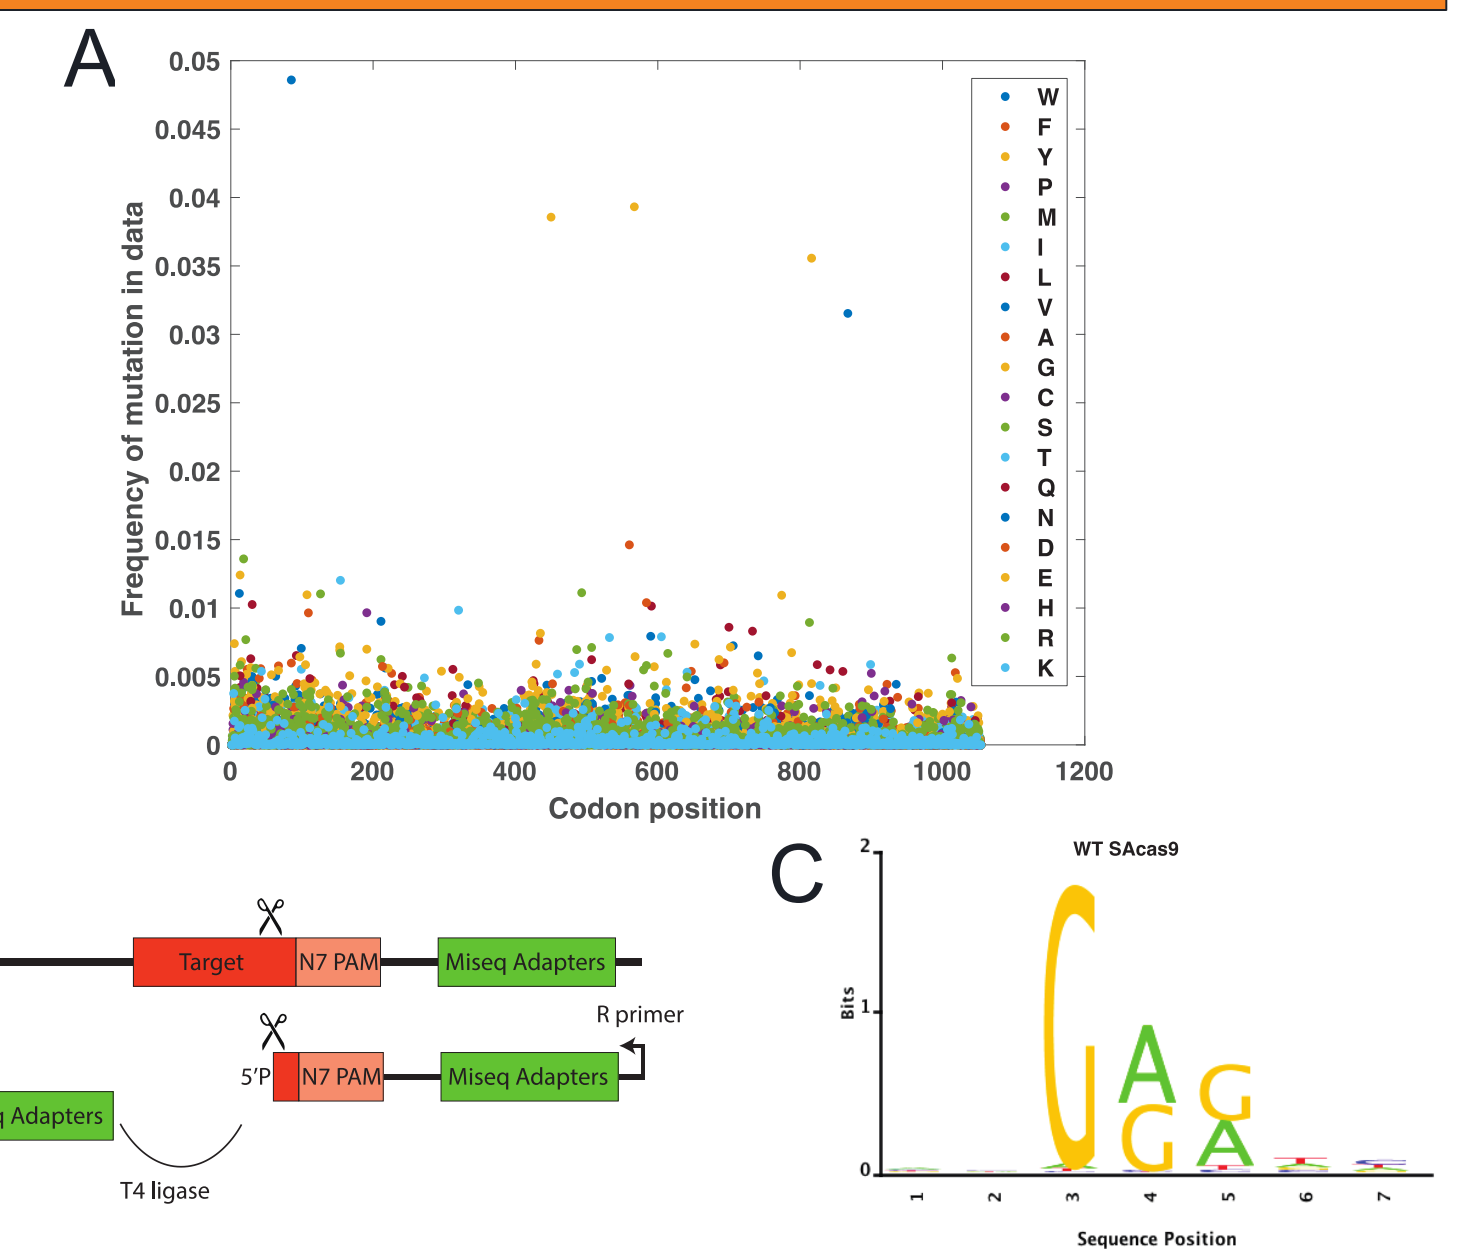 A
0.05
0.045
0.04
0.035
0.03
0.025
0.02
0.015
0.01
0.005
0
Frequency of mutation in data
0 200 400 600 800 1000 1200
Codon position
W
F
Y
P
M
I
L
V
A
G
C
S
T
Q
N
D
E
H
R
K
Target N7 PAM Miseq Adapters
R primer
5'P N7 PAM Miseq Adapters
q Adapters
T4 ligase
C
WT SAcas9
2
1
0
Bits
G
A
G
G
A
1 2 3 4 5 6 7
Sequence Position